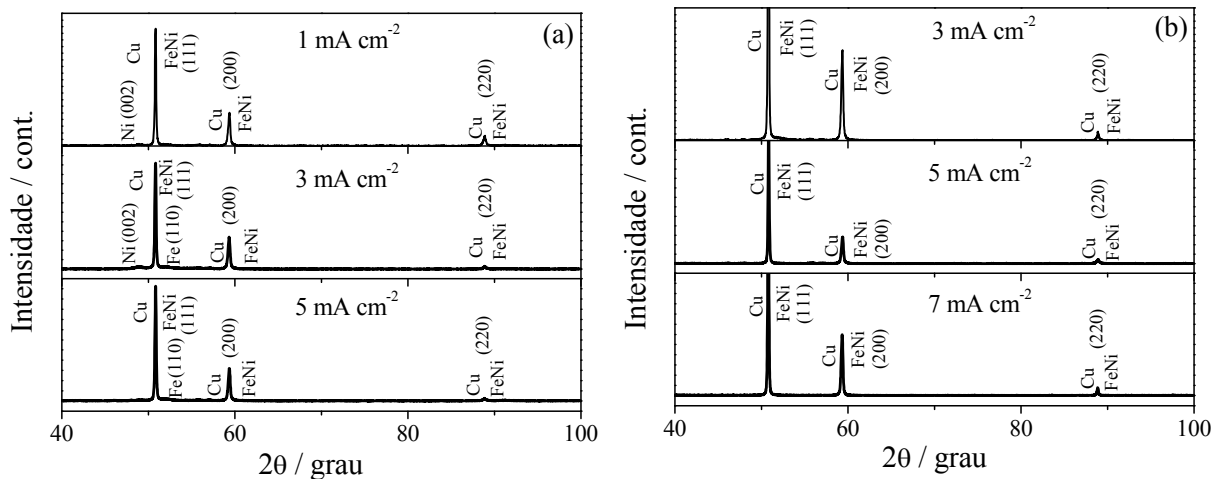 (a)
1 mA cm-2
Ni (002)
Cu
FeNi
(111)
Cu
(200)
FeNi
Cu
(220)
FeNi
3 mA cm-2
Ni (002)
Cu
FeNi
(111)
Fe (110)
Cu
(200)
FeNi
Cu
(220)
FeNi
5 mA cm-2
Cu
FeNi
(111)
Fe (110)
Cu
(200)
FeNi
Cu
(220)
FeNi
Intensidade / cont.
40 60 80 100
2θ / grau
(b)
3 mA cm-2
Cu
FeNi
(111)
Cu
FeNi
(200)
Cu
(220)
FeNi
5 mA cm-2
Cu
FeNi
(111)
Cu
FeNi
(200)
Cu
(220)
FeNi
7 mA cm-2
Cu
FeNi
(111)
Cu
FeNi
(200)
Cu
(220)
FeNi
Intensidade / cont.
40 60 80 100
2θ / grau